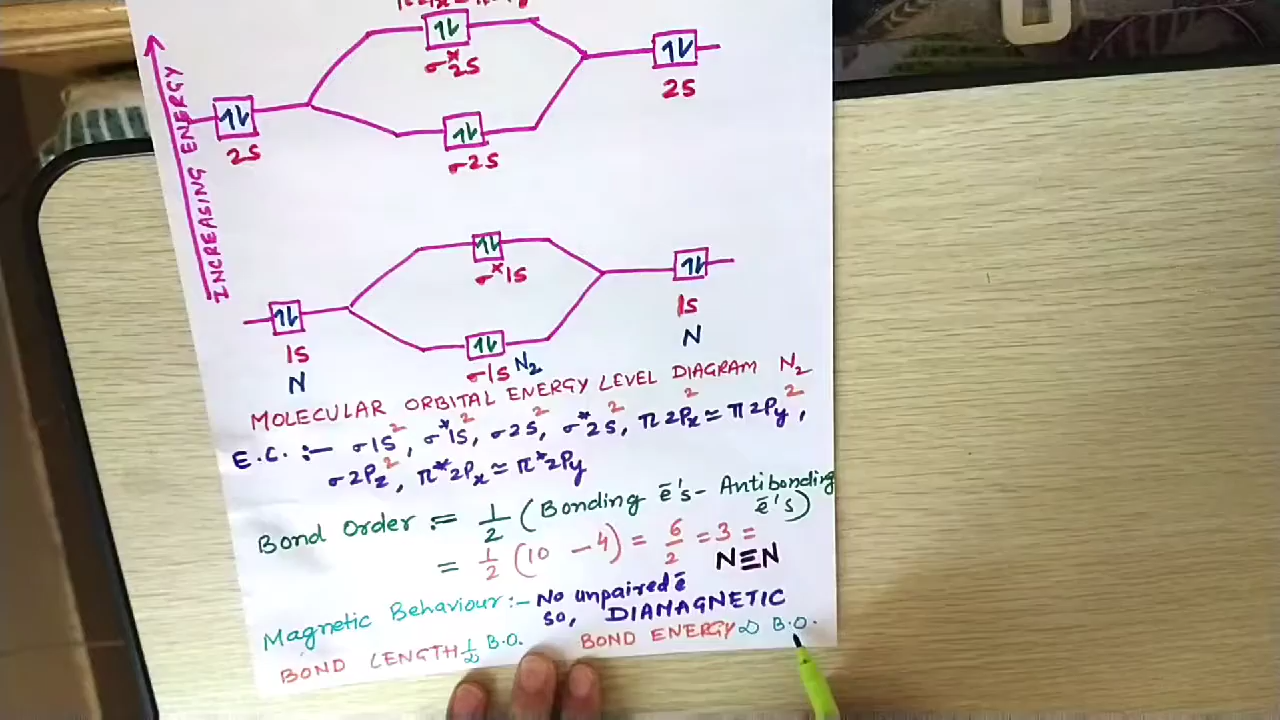 σ*2S
2S
2S
σ2S
INCREASING ENERGY
σ*1S
1S
N
1S
N
σ1S N2
MOLECULAR ORBITAL ENERGY LEVEL DIAGRAM N2
E.C. :- σ1S², σ*1S², σ2S², σ*2S², π2Px² ≃ π2Py²,
σ2Pz², π*2Px ≃ π*2Py
Bond Order := 1/2 (Bonding ē's - Antibonding ē's)
= 1/2 (10 - 4) = 6/2 = 3 =
N≡N
Magnetic Behaviour :- No unpaired ē
so, DIAMAGNETIC
BOND LENGTH 1/∝ B.O. BOND ENERGY ∝ B.O.